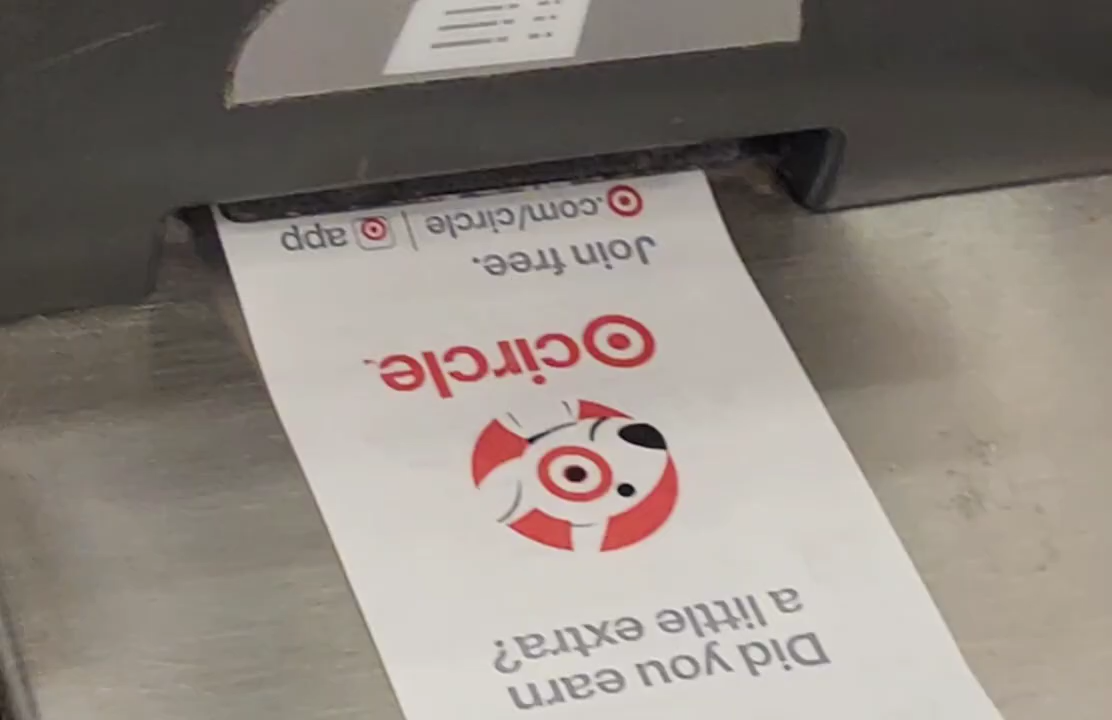 Did you earn
a little extra?
circle
Join free.
.com/circle | app